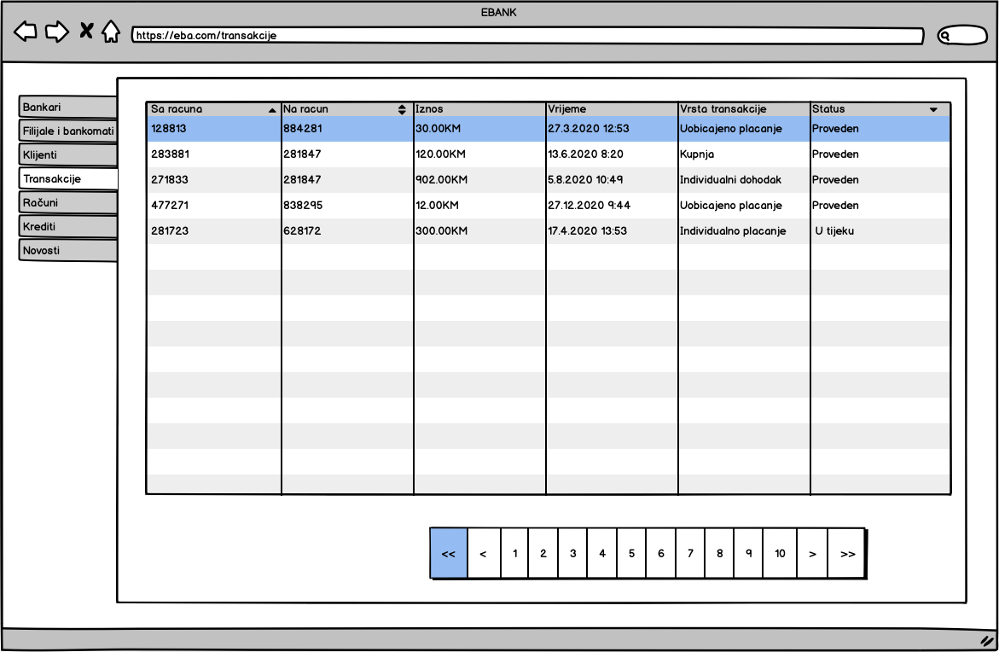 EBANK
https://eba.com/transakcije
Bankari
Filijale i bankomati
Klijenti
Transakcije
Računi
Krediti
Novosti
Sa racuna Na racun Iznos Vrijeme Vrsta transakcije Status
128813 884281 30.00KM 27.3.2020 12:53 Uobicajeno placanje Proveden
283881 281847 120.00KM 13.6.2020 8:20 Kupnja Proveden
271833 281847 902.00KM 5.8.2020 10:49 Individualni dohodak Proveden
477271 838295 12.00KM 27.12.2020 9:44 Uobicajeno placanje Proveden
281723 628172 300.00KM 17.4.2020 13:53 Individualno placanje U tijeku
<< < 1 2 3 4 5 6 7 8 9 10 > >>